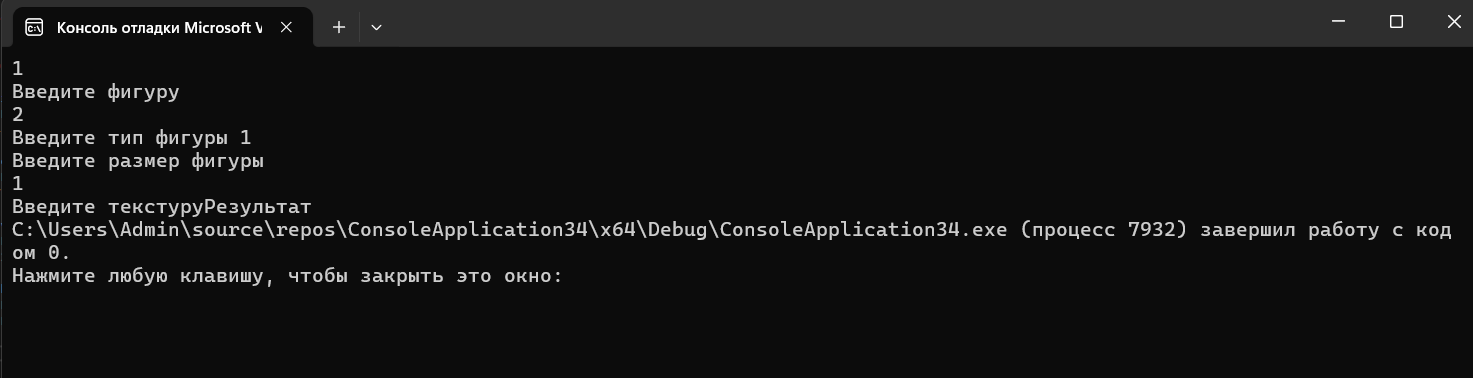 Консоль отладки Microsoft V
1
Введите фигуру
2
Введите тип фигуры 1
Введите размер фигуры
1
Введите текстуруРезультат
C:\Users\Admin\source\repos\ConsoleApplication34\x64\Debug\ConsoleApplication34.exe (процесс 7932) завершил работу с код
ом 0.
Нажмите любую клавишу, чтобы закрыть это окно: